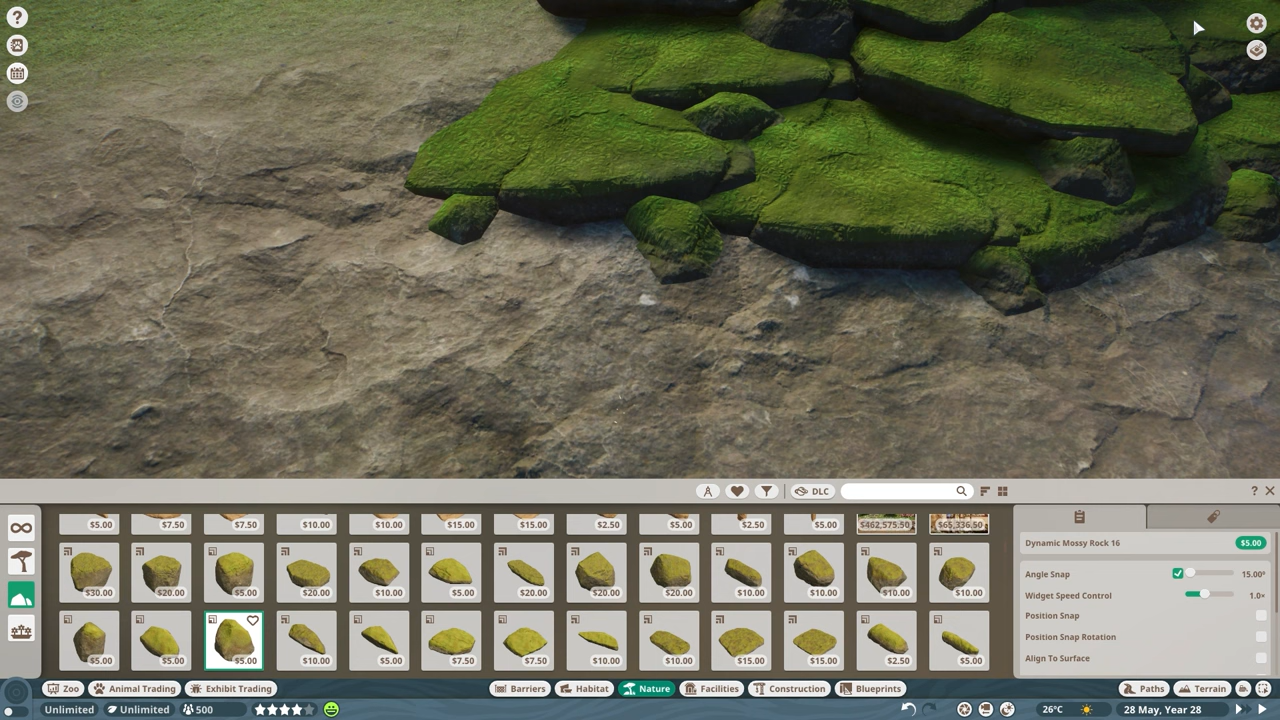 ?
DLC
? ×
$5.00 $7.50 $7.50 $10.00 $10.00 $10.00 $15.00 $15.00 $2.50 $5.00 $2.50 $5.00 $462,575.50 $65,336.50
$30.00 $20.00 $5.00 $20.00 $10.00 $5.00 $5.00 $20.00 $20.00 $10.00 $10.00 $10.00 $10.00
$5.00 $5.00 $5.00 $10.00 $5.00 $7.50 $7.50 $10.00 $10.00 $15.00 $15.00 $2.50 $5.00
Dynamic Mossy Rock 16 $5.00
Angle Snap 15.00°
Widget Speed Control 1.0×
Position Snap
Position Snap Rotation
Align To Surface
Zoo Animal Trading Exhibit Trading Barriers Habitat Nature Facilities Construction Blueprints Paths Terrain
Unlimited Unlimited 500 26°C 28 May, Year 28